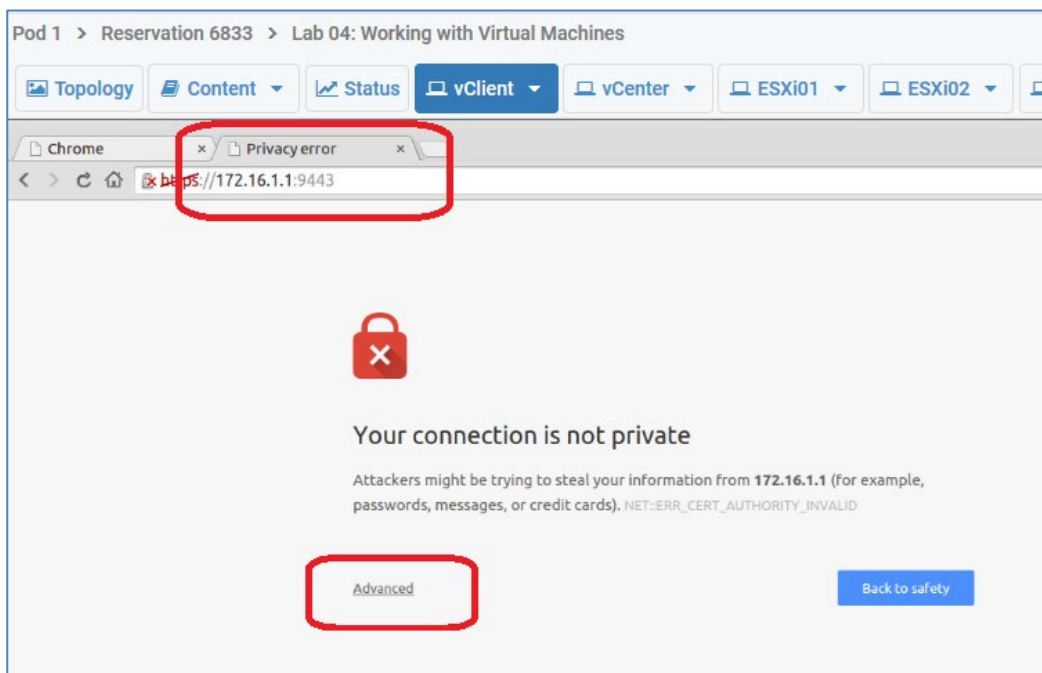 Pod 1 > Reservation 6833 > Lab 04: Working with Virtual Machines
Topology Content Status vClient vCenter ESXi01 ESXi02
Chrome × Privacy error ×
https://172.16.1.1:9443
Your connection is not private
Attackers might be trying to steal your information from 172.16.1.1 (for example,
passwords, messages, or credit cards). NET::ERR_CERT_AUTHORITY_INVALID
Advanced Back to safety